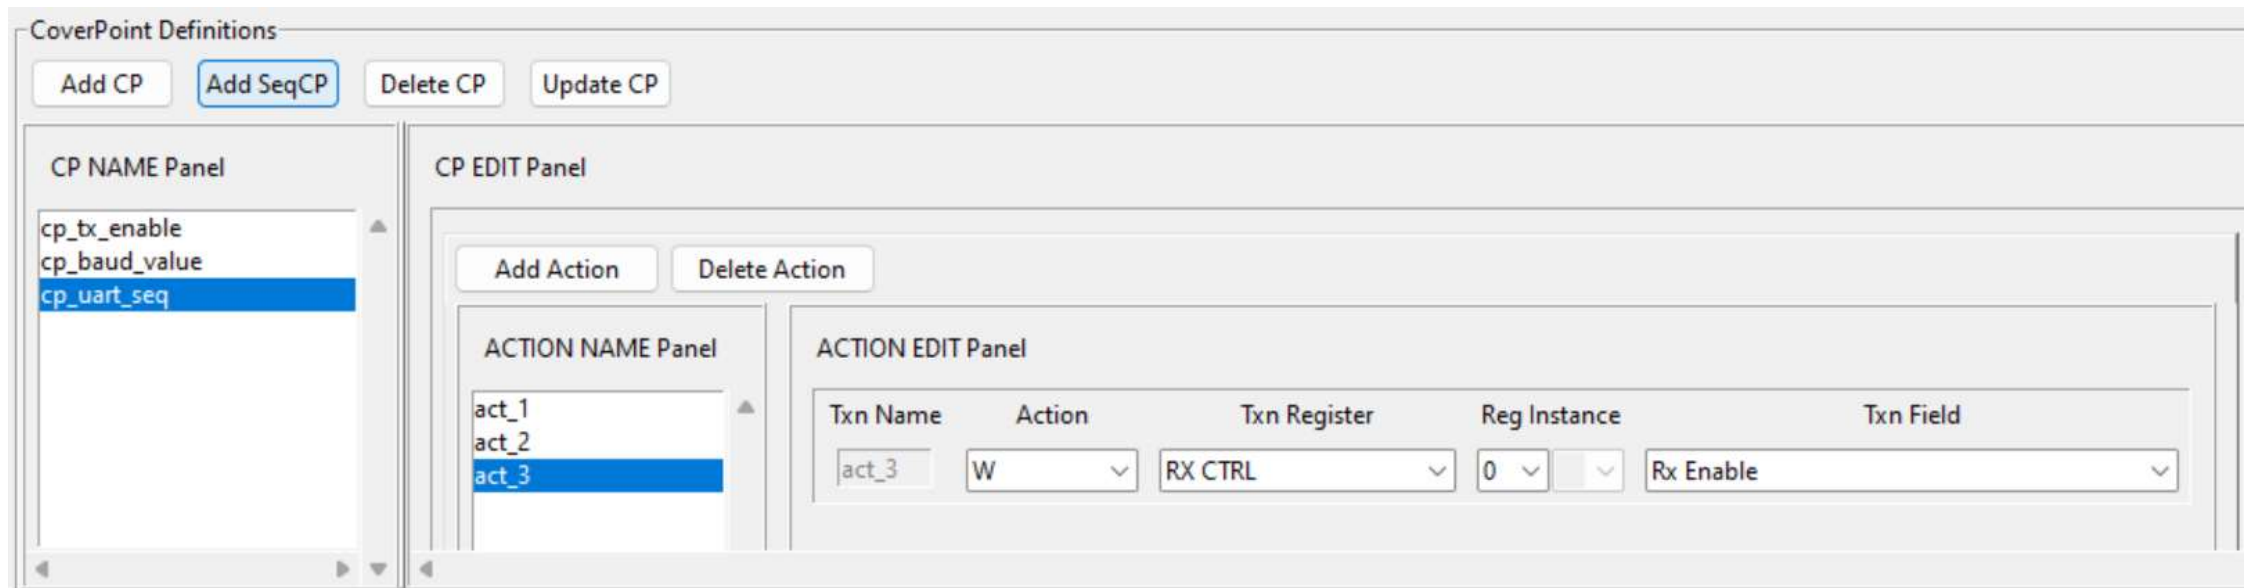 CoverPoint Definitions
Add CP Add SeqCP Delete CP Update CP
CP NAME Panel
cp_tx_enable
cp_baud_value
cp_uart_seq
CP EDIT Panel
Add Action Delete Action
ACTION NAME Panel
act_1
act_2
act_3
ACTION EDIT Panel
Txn Name Action Txn Register Reg Instance Txn Field
act_3 W RX CTRL 0 Rx Enable